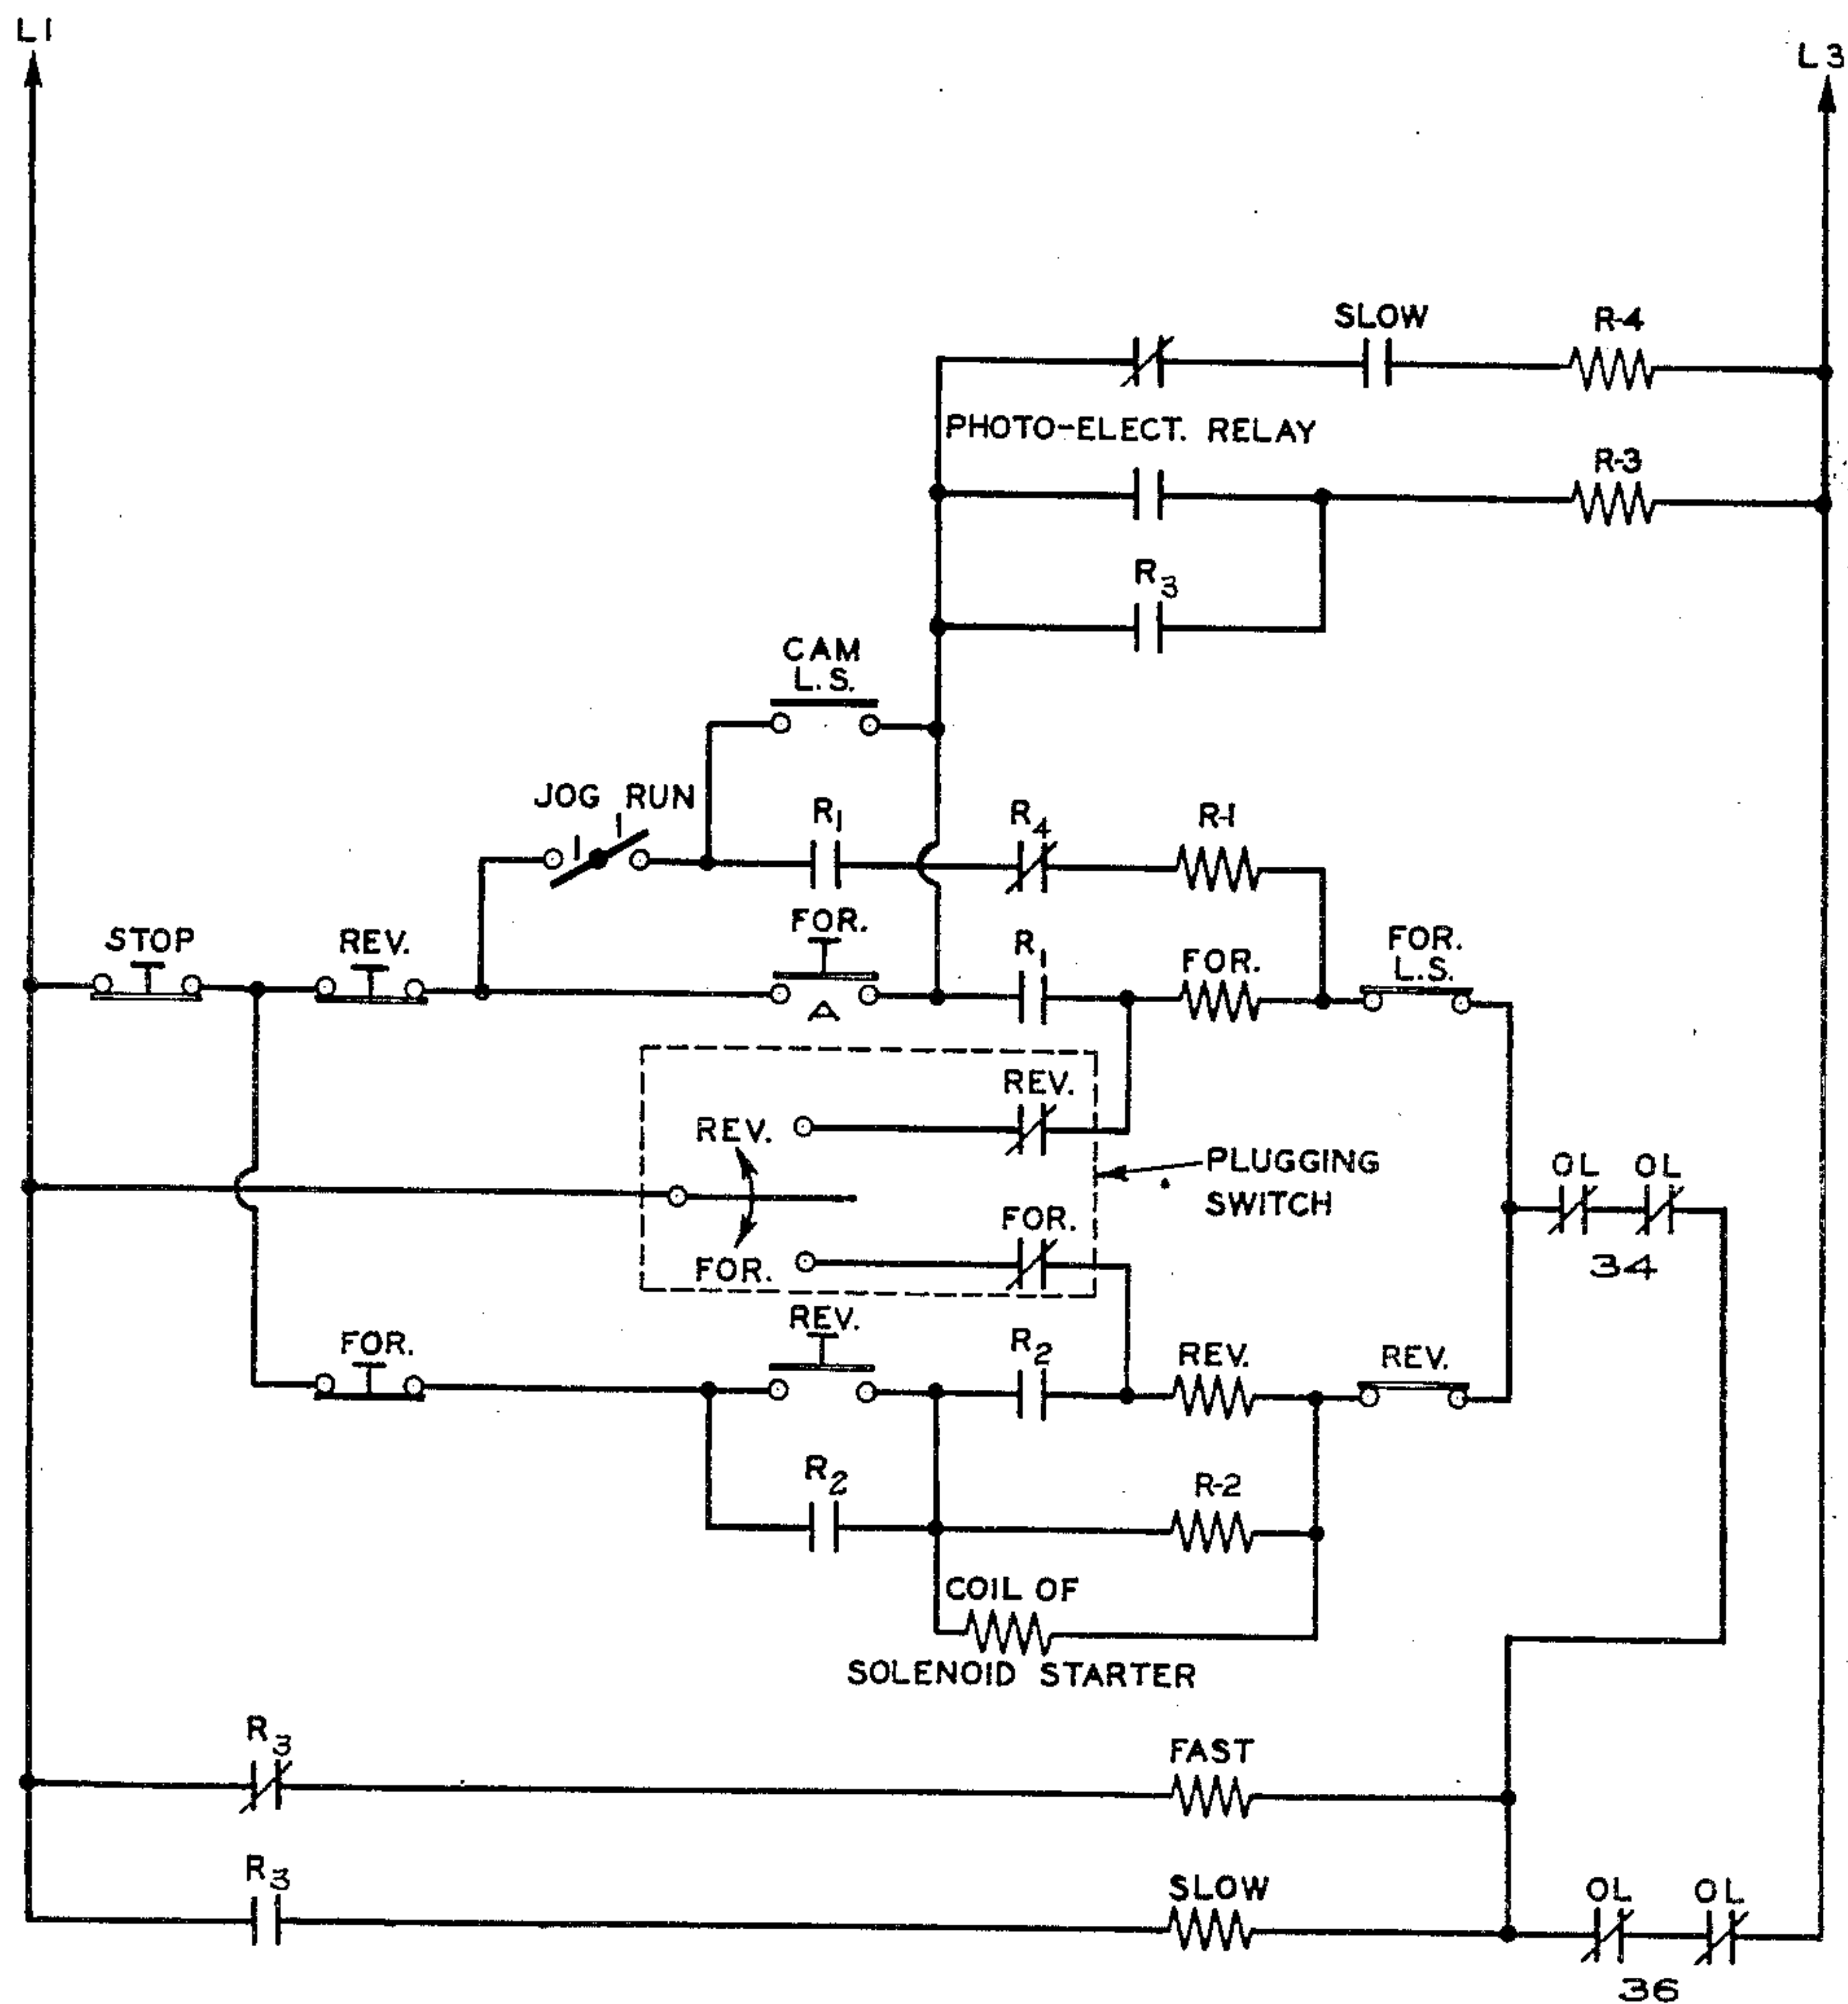 L1
L3
SLOW
R-4
PHOTO-ELECT. RELAY
R-3
R3
CAM
L.S.
JOG RUN
R1
R4
R-1
STOP
REV.
FOR.
A
R1
FOR.
FOR.
L.S.
REV.
REV.
PLUGGING
SWITCH
FOR.
FOR.
OL
OL
34
FOR.
REV.
R2
REV.
REV.
R2
R-2
COIL OF
SOLENOID STARTER
R3
FAST
R3
SLOW
OL
OL
36